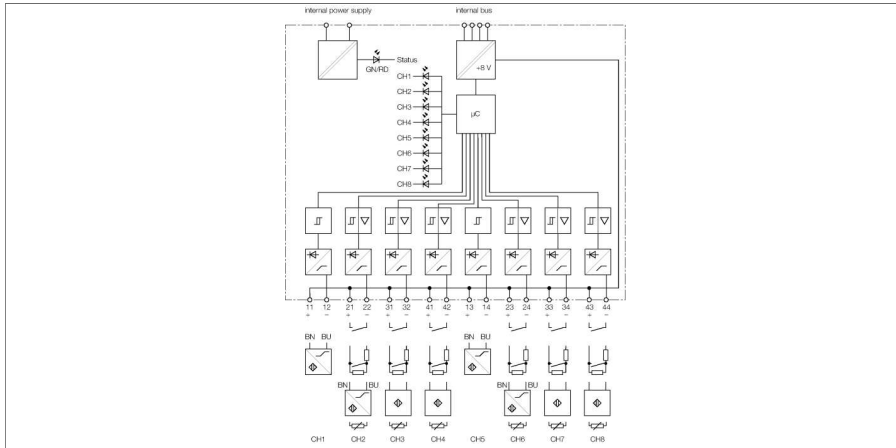 internal power supply internal bus
Status
GN/RD
+8 V
CH1
CH2
CH3
µC
CH4
CH5
CH6
CH7
CH8
11 12 21 22 31 32 41 42 13 14 23 24 33 34 43 44
+ − + − + − + − + − + − + − + −
BN BU BN BU
BN BU BN BU
CH1 CH2 CH3 CH4 CH5 CH6 CH7 CH8